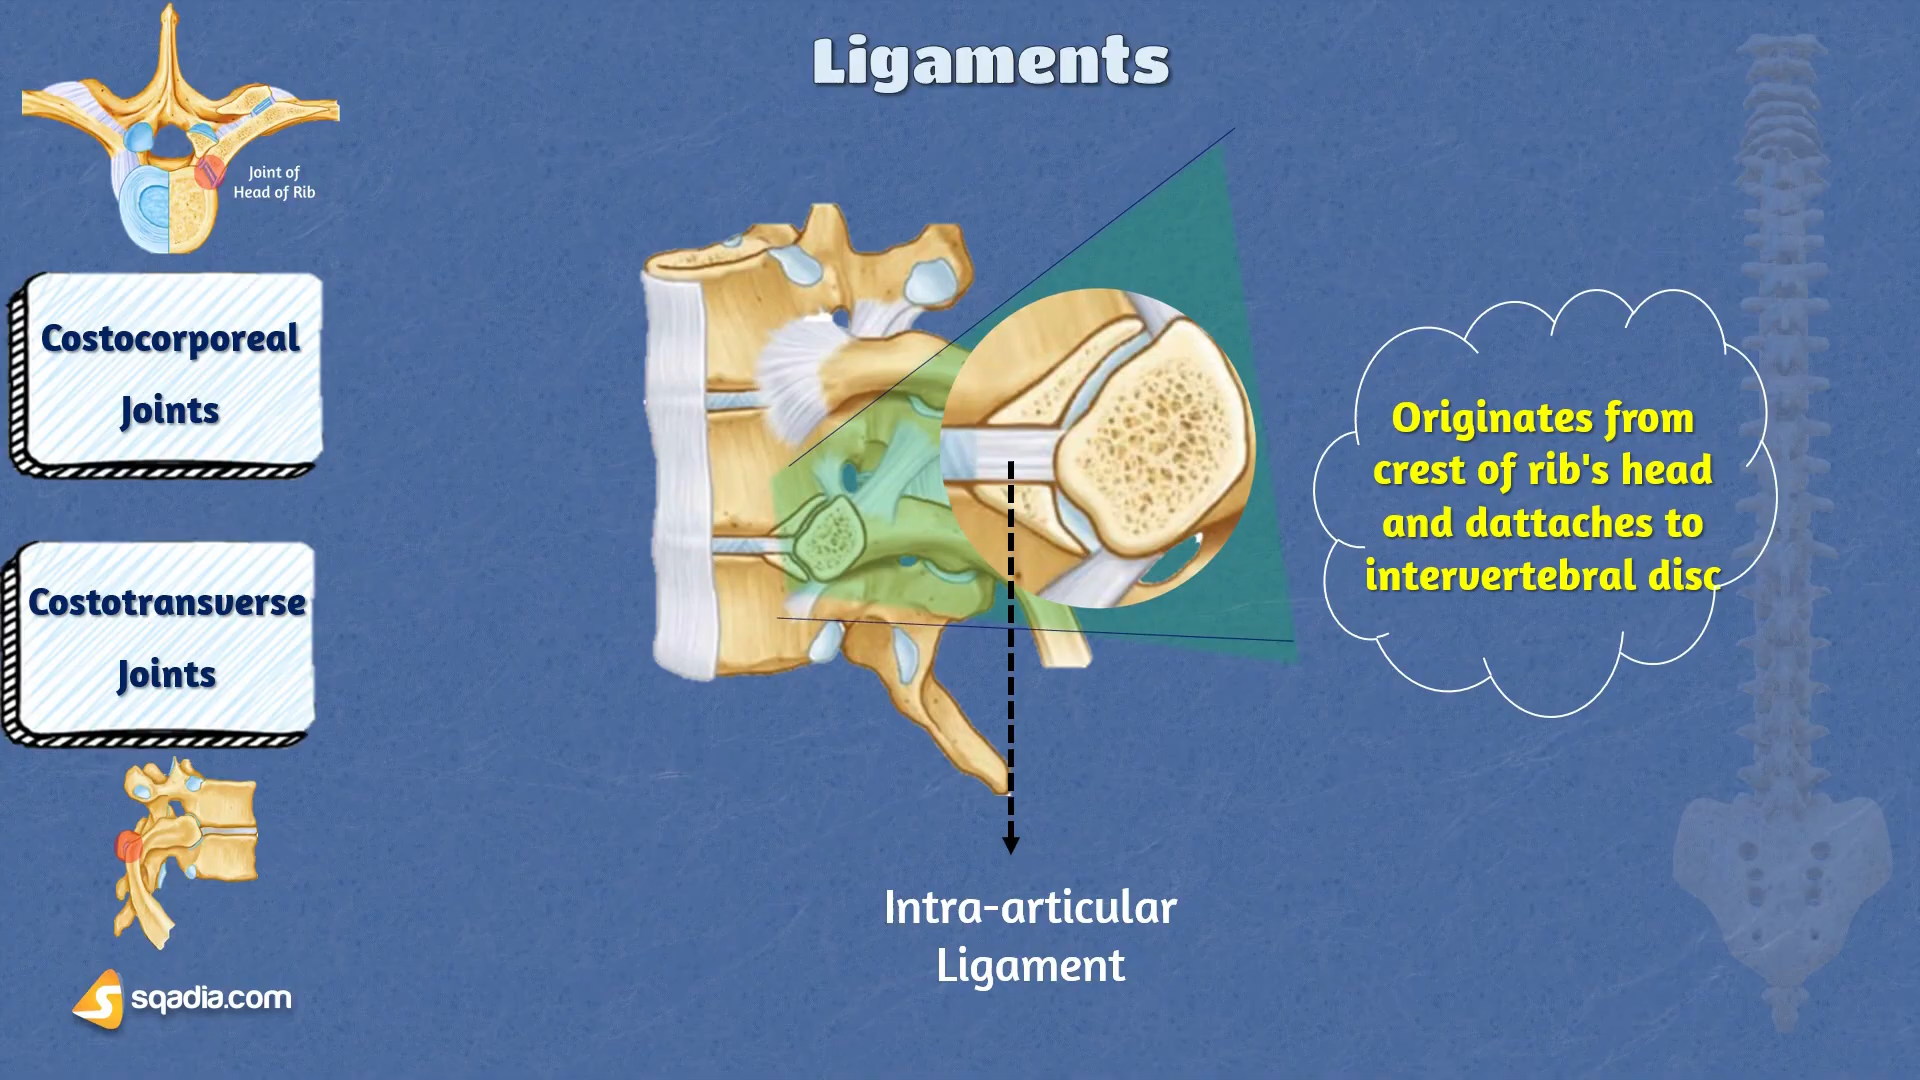 Ligaments
Joint of
Head of Rib
Costocorporeal
Joints
Costotransverse
Joints
Originates from
crest of rib's head
and dattaches to
intervertebral disc
Intra-articular
Ligament
sqadia.com